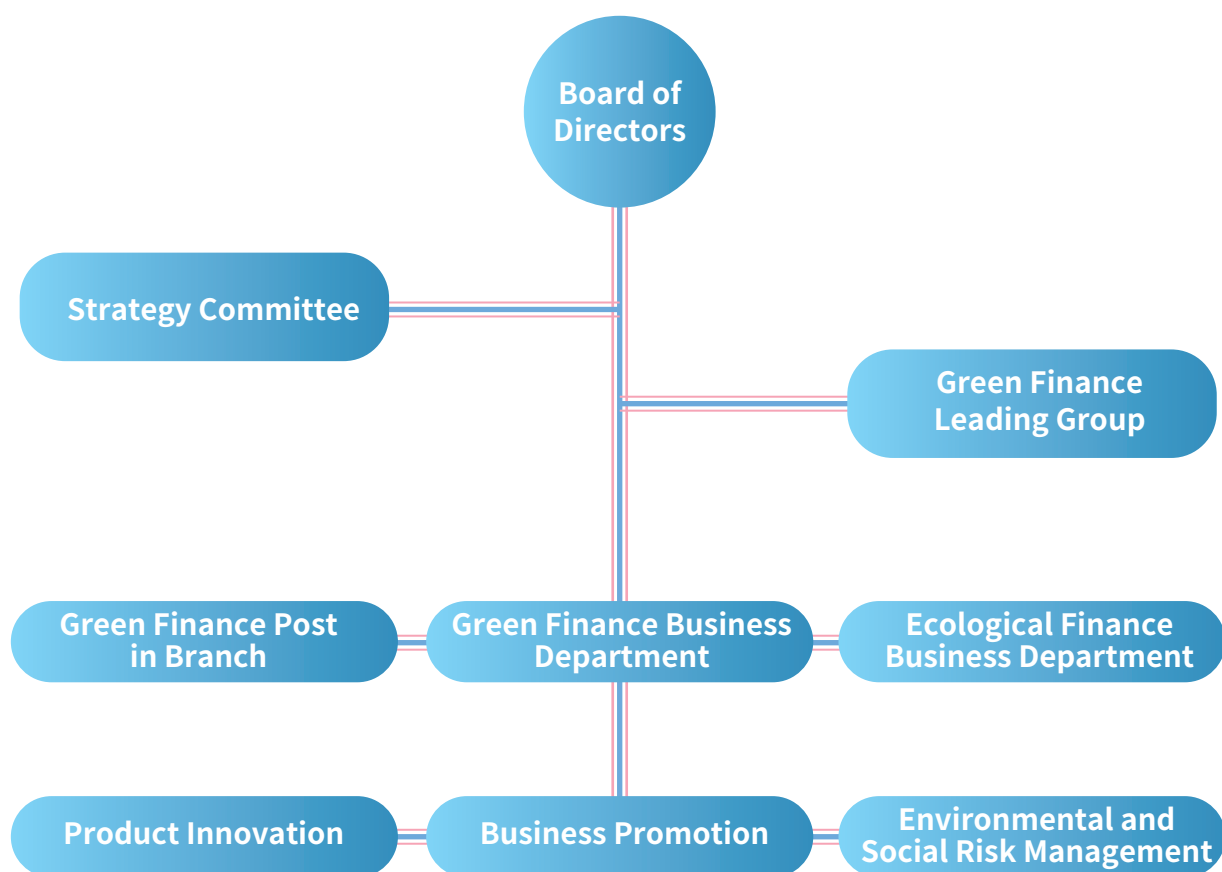 Board of
Directors
Strategy Committee
Green Finance
Leading Group
Green Finance Post
in Branch
Green Finance Business
Department
Ecological Finance
Business Department
Product Innovation
Business Promotion
Environmental and
Social Risk Management